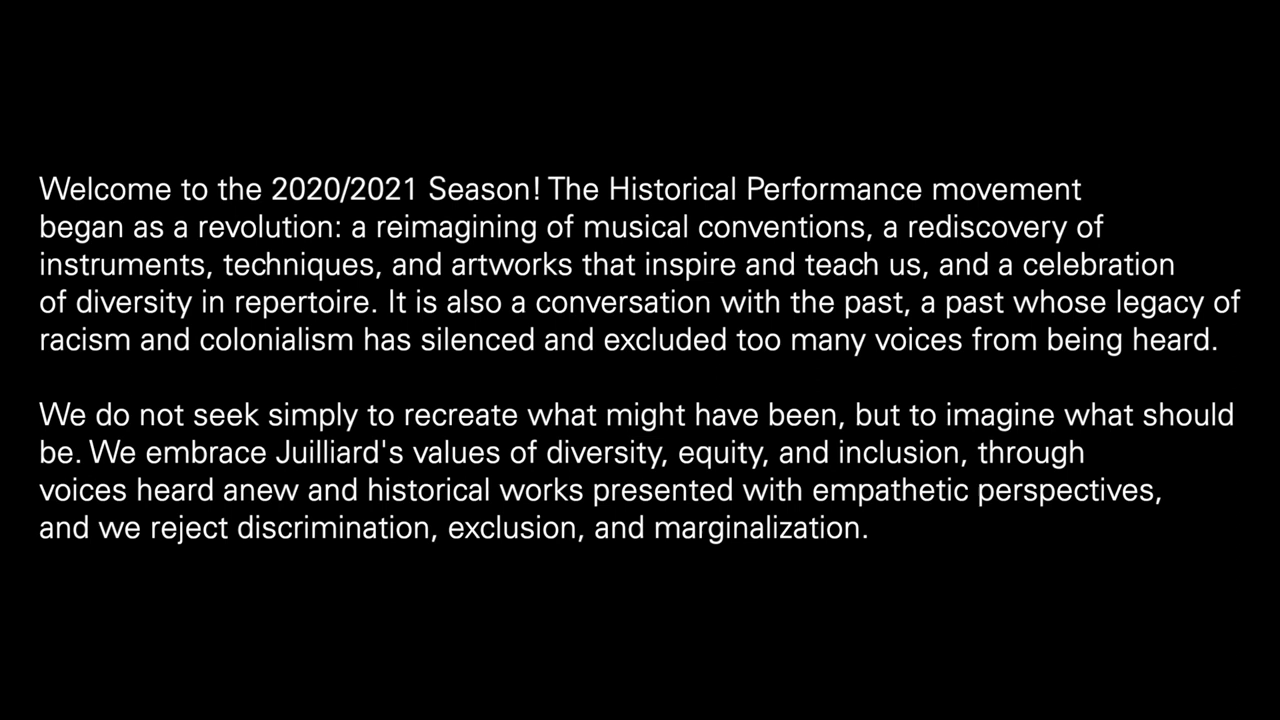 Welcome to the 2020/2021 Season! The Historical Performance movement
began as a revolution: a reimagining of musical conventions, a rediscovery of
instruments, techniques, and artworks that inspire and teach us, and a celebration
of diversity in repertoire. It is also a conversation with the past, a past whose legacy of
racism and colonialism has silenced and excluded too many voices from being heard.
We do not seek simply to recreate what might have been, but to imagine what should
be. We embrace Juilliard's values of diversity, equity, and inclusion, through
voices heard anew and historical works presented with empathetic perspectives,
and we reject discrimination, exclusion, and marginalization.